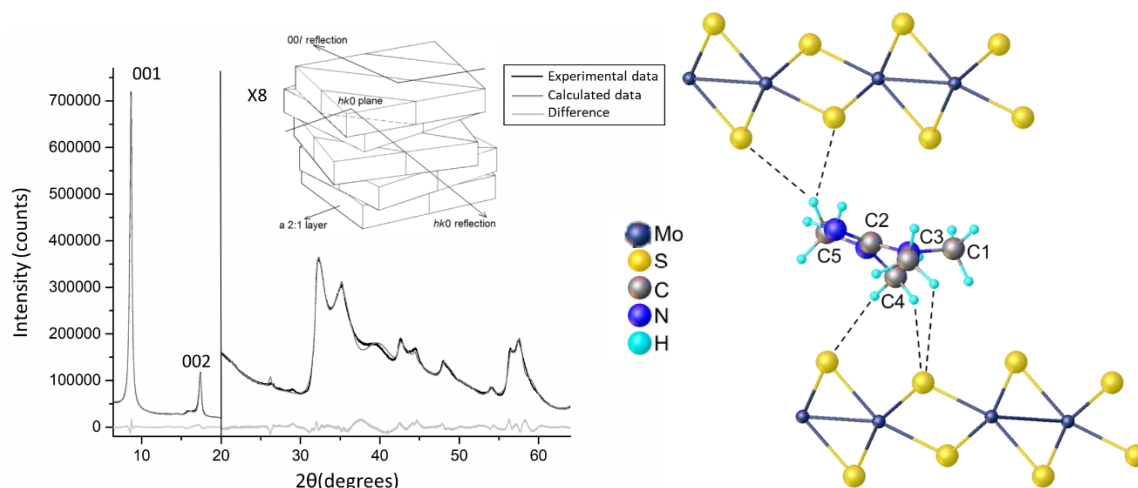 001
002
X8
00l reflection
hk0 plane
a 2:1 layer
hk0 reflection
Experimental data
Calculated data
Difference
Intensity (counts)
700000
600000
500000
400000
300000
200000
100000
0
10
20
30
40
50
60
2θ(degrees)
Mo
S
C
N
H
C2
C3
C1
C5
C4